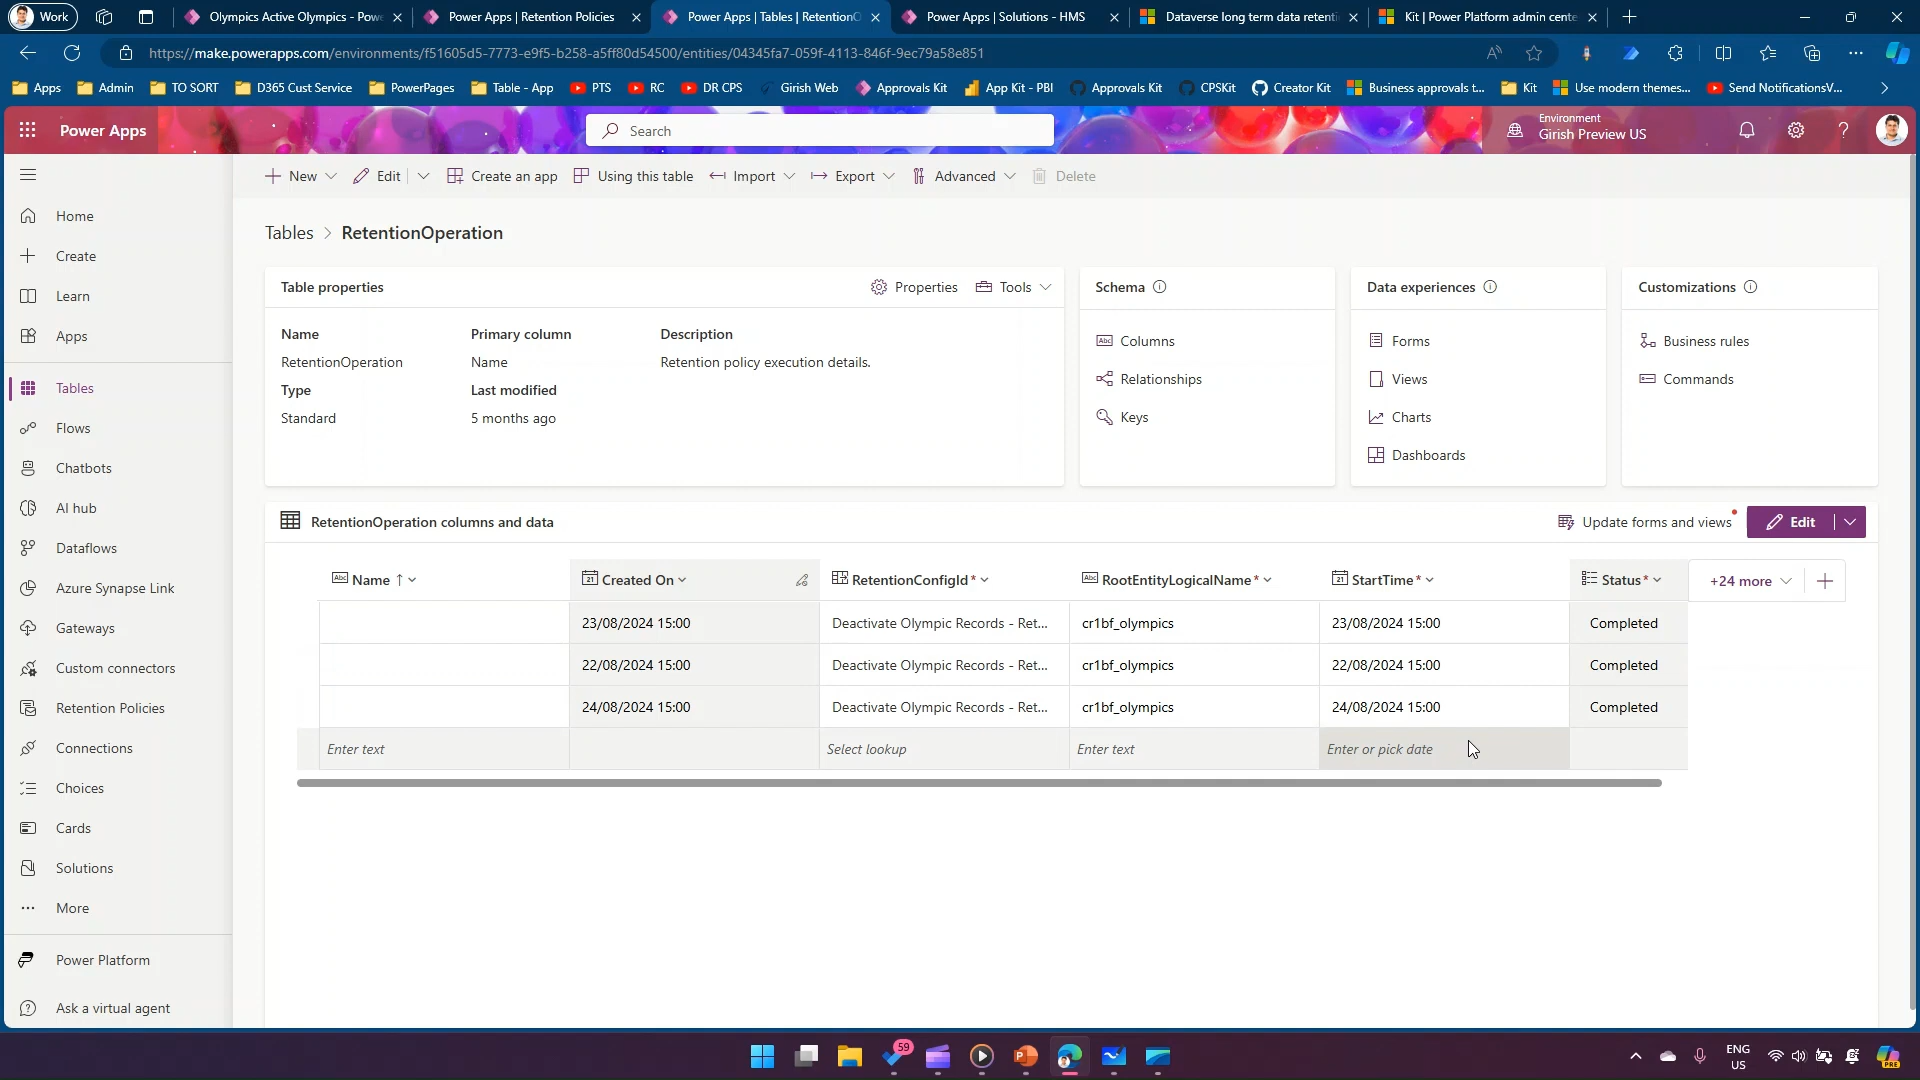 Work
Olympics Active Olympics - Powe
Power Apps | Retention Policies
Power Apps | Tables | RetentionO
Power Apps | Solutions - HMS
Dataverse long term data retenti
Kit | Power Platform admin cente
https://make.powerapps.com/environments/f51605d5-7773-e9f5-b258-a5ff80d54500/entities/04345fa7-059f-4113-846f-9ec79a58e851
Apps
Admin
TO SORT
D365 Cust Service
PowerPages
Table - App
PTS
RC
DR CPS
Girish Web
Approvals Kit
App Kit - PBI
Approvals Kit
CPSKit
Creator Kit
Business approvals t...
Kit
Use modern themes...
Send NotificationsV...
Power Apps
Search
Environment
Girish Preview US
New
Edit
Create an app
Using this table
Import
Export
Advanced
Delete
Home
Create
Learn
Apps
Tables
Flows
Chatbots
AI hub
Dataflows
Azure Synapse Link
Gateways
Custom connectors
Retention Policies
Connections
Choices
Cards
Solutions
More
Power Platform
Ask a virtual agent
Tables > RetentionOperation
Table properties
Properties
Tools
Name
RetentionOperation
Type
Standard
Primary column
Name
Last modified
5 months ago
Description
Retention policy execution details.
Schema
Columns
Relationships
Keys
Data experiences
Forms
Views
Charts
Dashboards
Customizations
Business rules
Commands
RetentionOperation columns and data
Update forms and views
Edit
Name ↑ Created On RetentionConfigId * RootEntityLogicalName * StartTime * Status * +24 more
23/08/2024 15:00 Deactivate Olympic Records - Ret... cr1bf_olympics 23/08/2024 15:00 Completed
22/08/2024 15:00 Deactivate Olympic Records - Ret... cr1bf_olympics 22/08/2024 15:00 Completed
24/08/2024 15:00 Deactivate Olympic Records - Ret... cr1bf_olympics 24/08/2024 15:00 Completed
Enter text Select lookup Enter text Enter or pick date
59
ENG
US
PRE